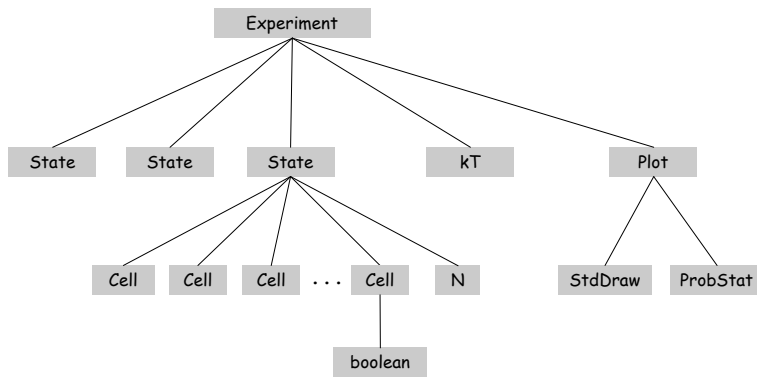 Experiment
State State State kT Plot
Cell Cell Cell ... Cell N StdDraw ProbStat
boolean